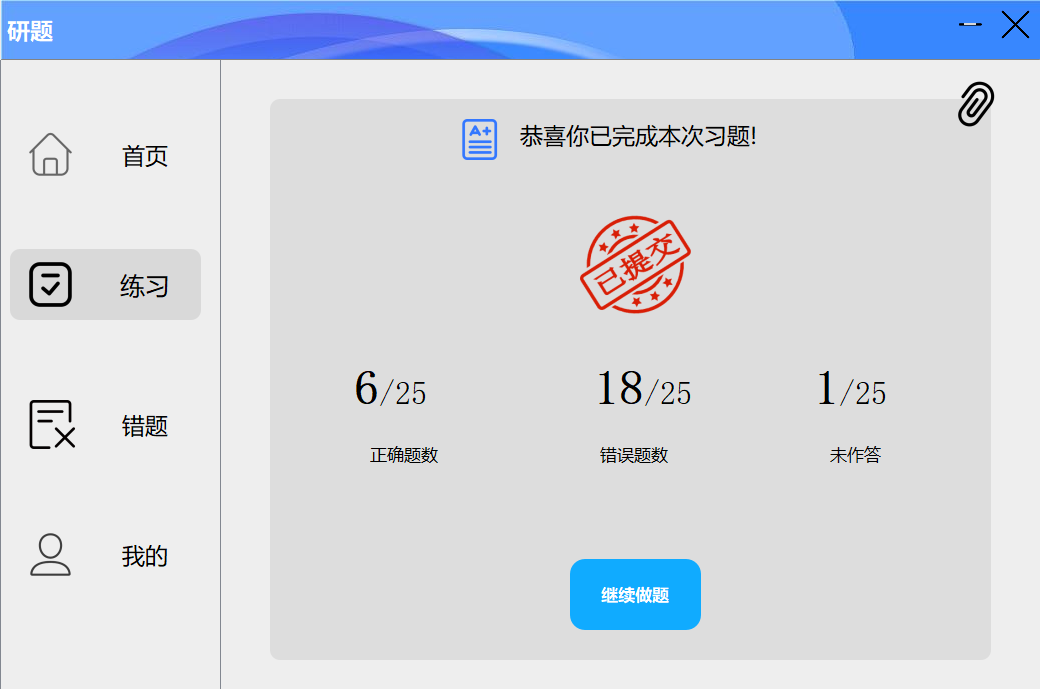 研题
首页
练习
错题
我的
A+
恭喜你已完成本次习题!
已提交
6/25
18/25
1/25
正确题数
错误题数
未作答
继续做题